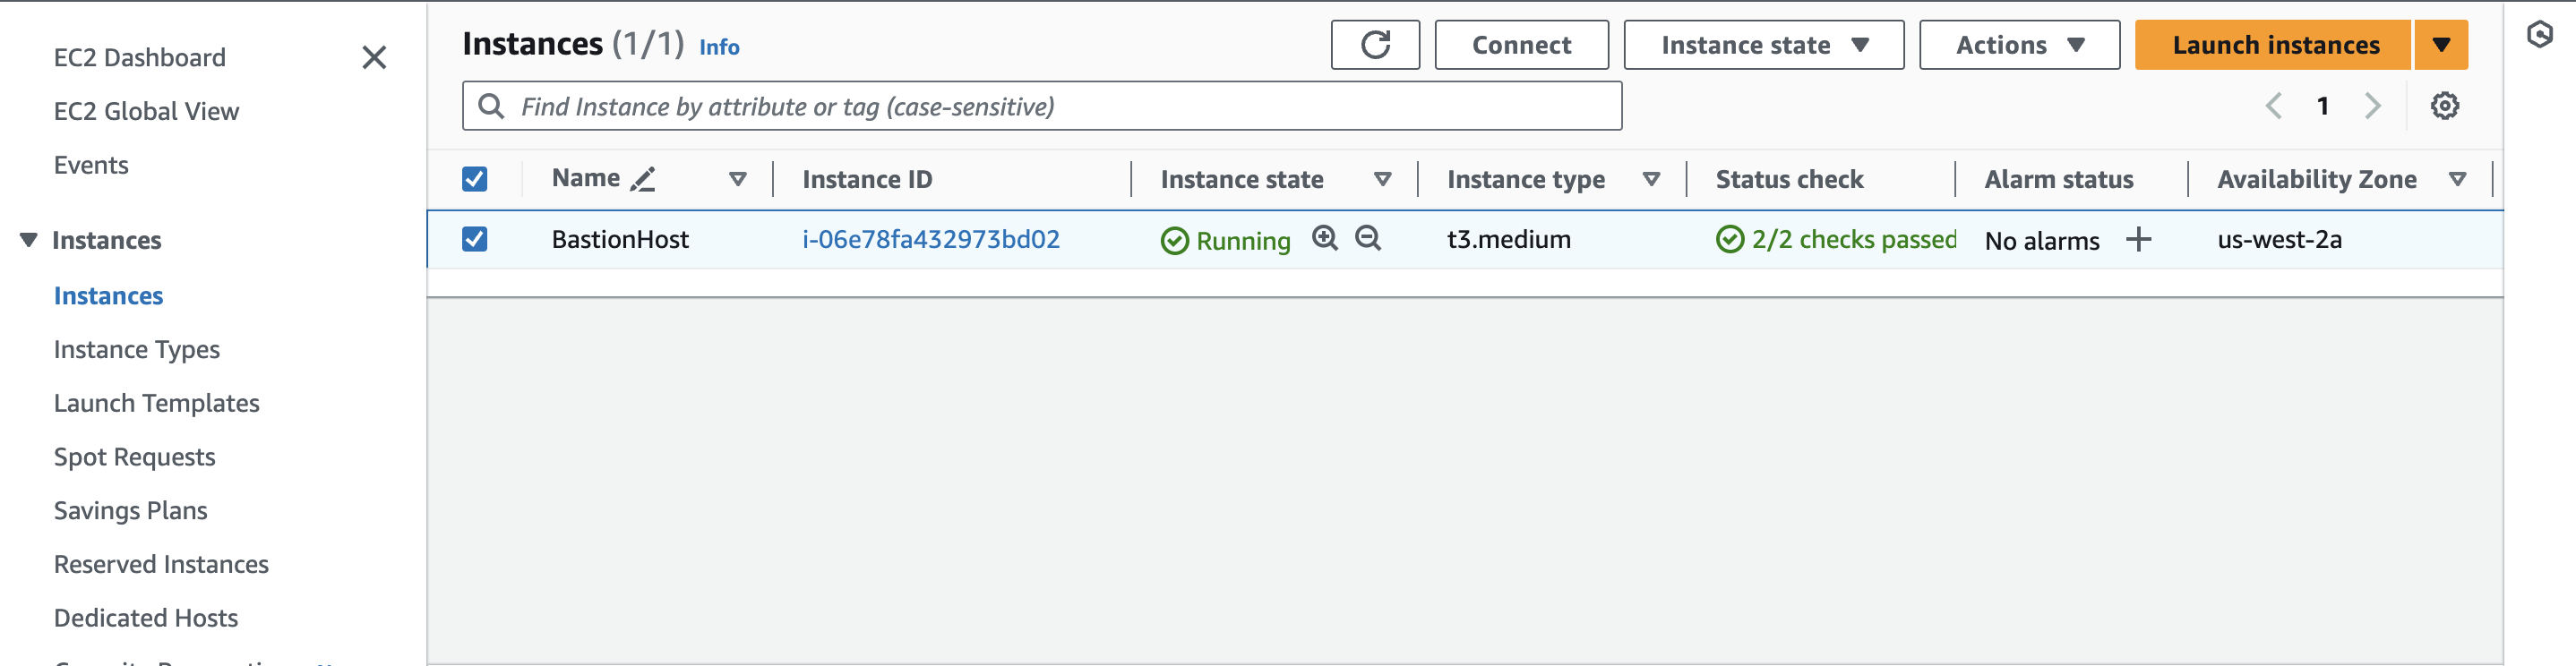 EC2 Dashboard
EC2 Global View
Events
Instances
Instances
Instance Types
Launch Templates
Spot Requests
Savings Plans
Reserved Instances
Dedicated Hosts
Instances (1/1) Info
Connect
Instance state
Actions
Launch instances
Find Instance by attribute or tag (case-sensitive)
1
Name Instance ID Instance state Instance type Status check Alarm status Availability Zone
BastionHost i-06e78fa432973bd02 Running t3.medium 2/2 checks passed No alarms us-west-2a